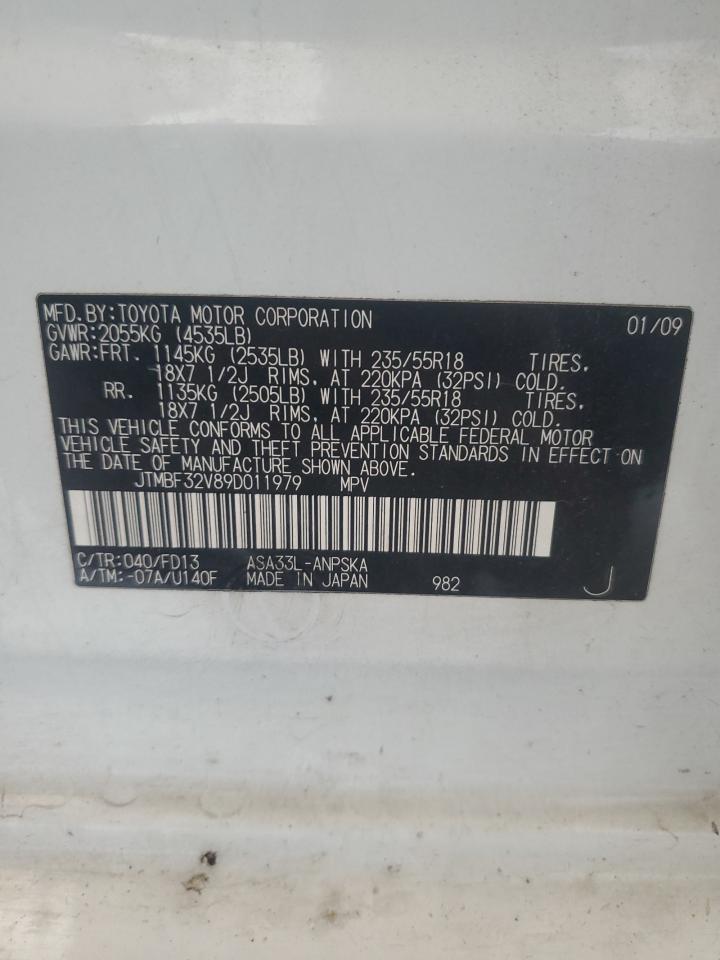 MFD.BY:TOYOTA MOTOR CORPORATION 01/09
GVWR:2055KG (4535LB)
GAWR:FRT. 1145KG (2535LB) WITH 235/55R18 TIRES,
18X7 1/2J RIMS, AT 220KPA (32PSI) COLD.
RR. 1135KG (2505LB) WITH 235/55R18 TIRES,
18X7 1/2J RIMS, AT 220KPA (32PSI) COLD.
THIS VEHICLE CONFORMS TO ALL APPLICABLE FEDERAL MOTOR
VEHICLE SAFETY AND THEFT PREVENTION STANDARDS IN EFFECT ON
THE DATE OF MANUFACTURE SHOWN ABOVE.
JTMBF32V89D011979 MPV
C/TR:040/FD13 ASA33L-ANPSKA
A/TM:-07A/U140F MADE IN JAPAN 982 J